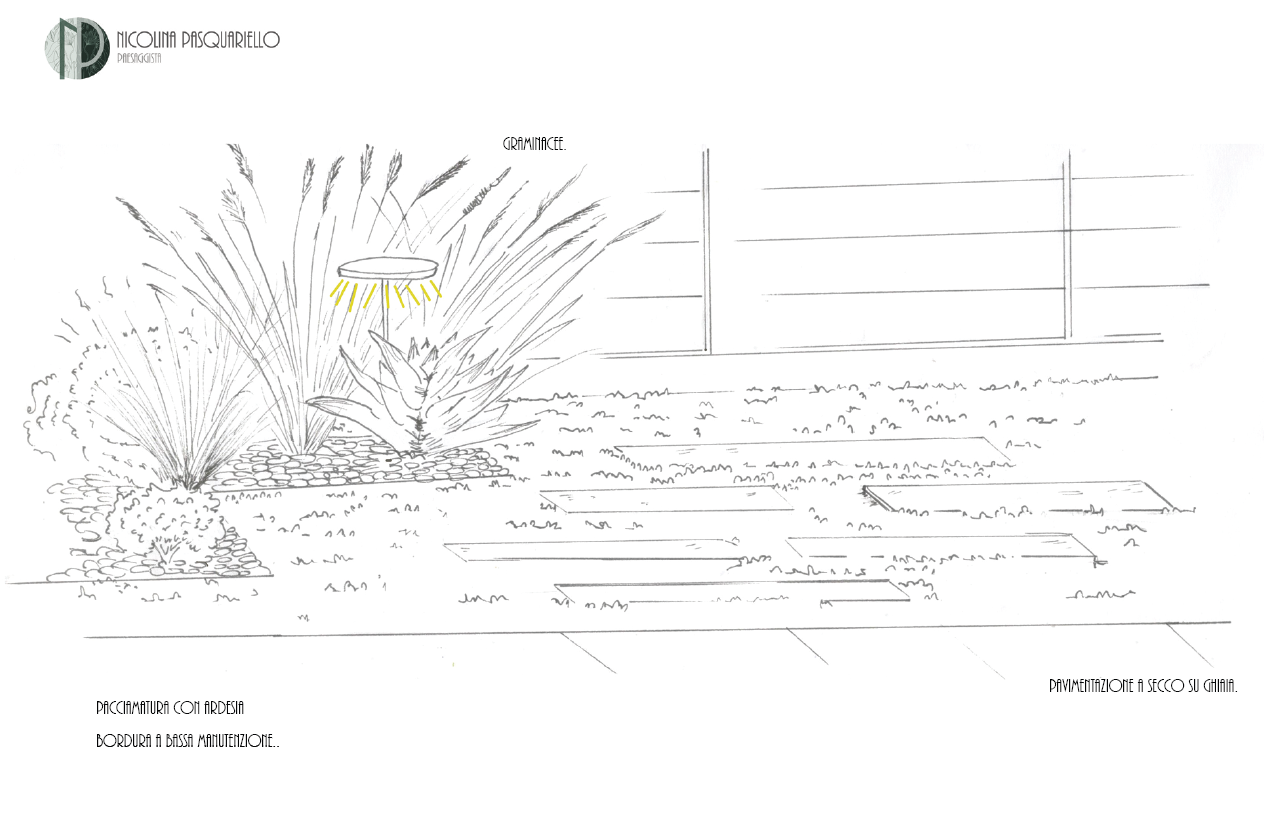 NICOLINA PASQUARIELLO
PAESAGGISTA
GRAMINACEE.
PAVIMENTAZIONE A SECCO SU GHIAIA.
PACCIAMATURA CON ARDESIA
BORDURA A BASSA MANUTENZIONE..